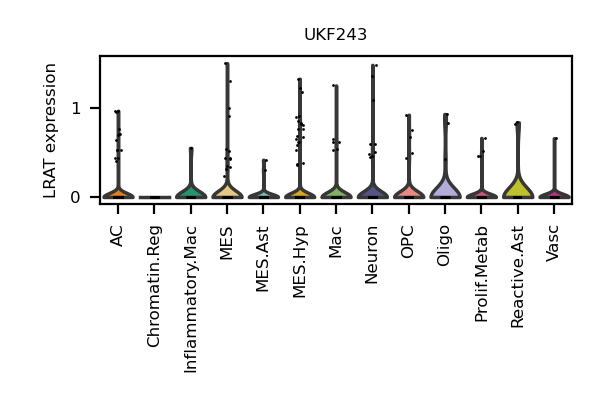 UKF243
LRAT expression
1
0
AC
Chromatin.Reg
Inflammatory.Mac
MES
MES.Ast
MES.Hyp
Mac
Neuron
OPC
Oligo
Prolif.Metab
Reactive.Ast
Vasc